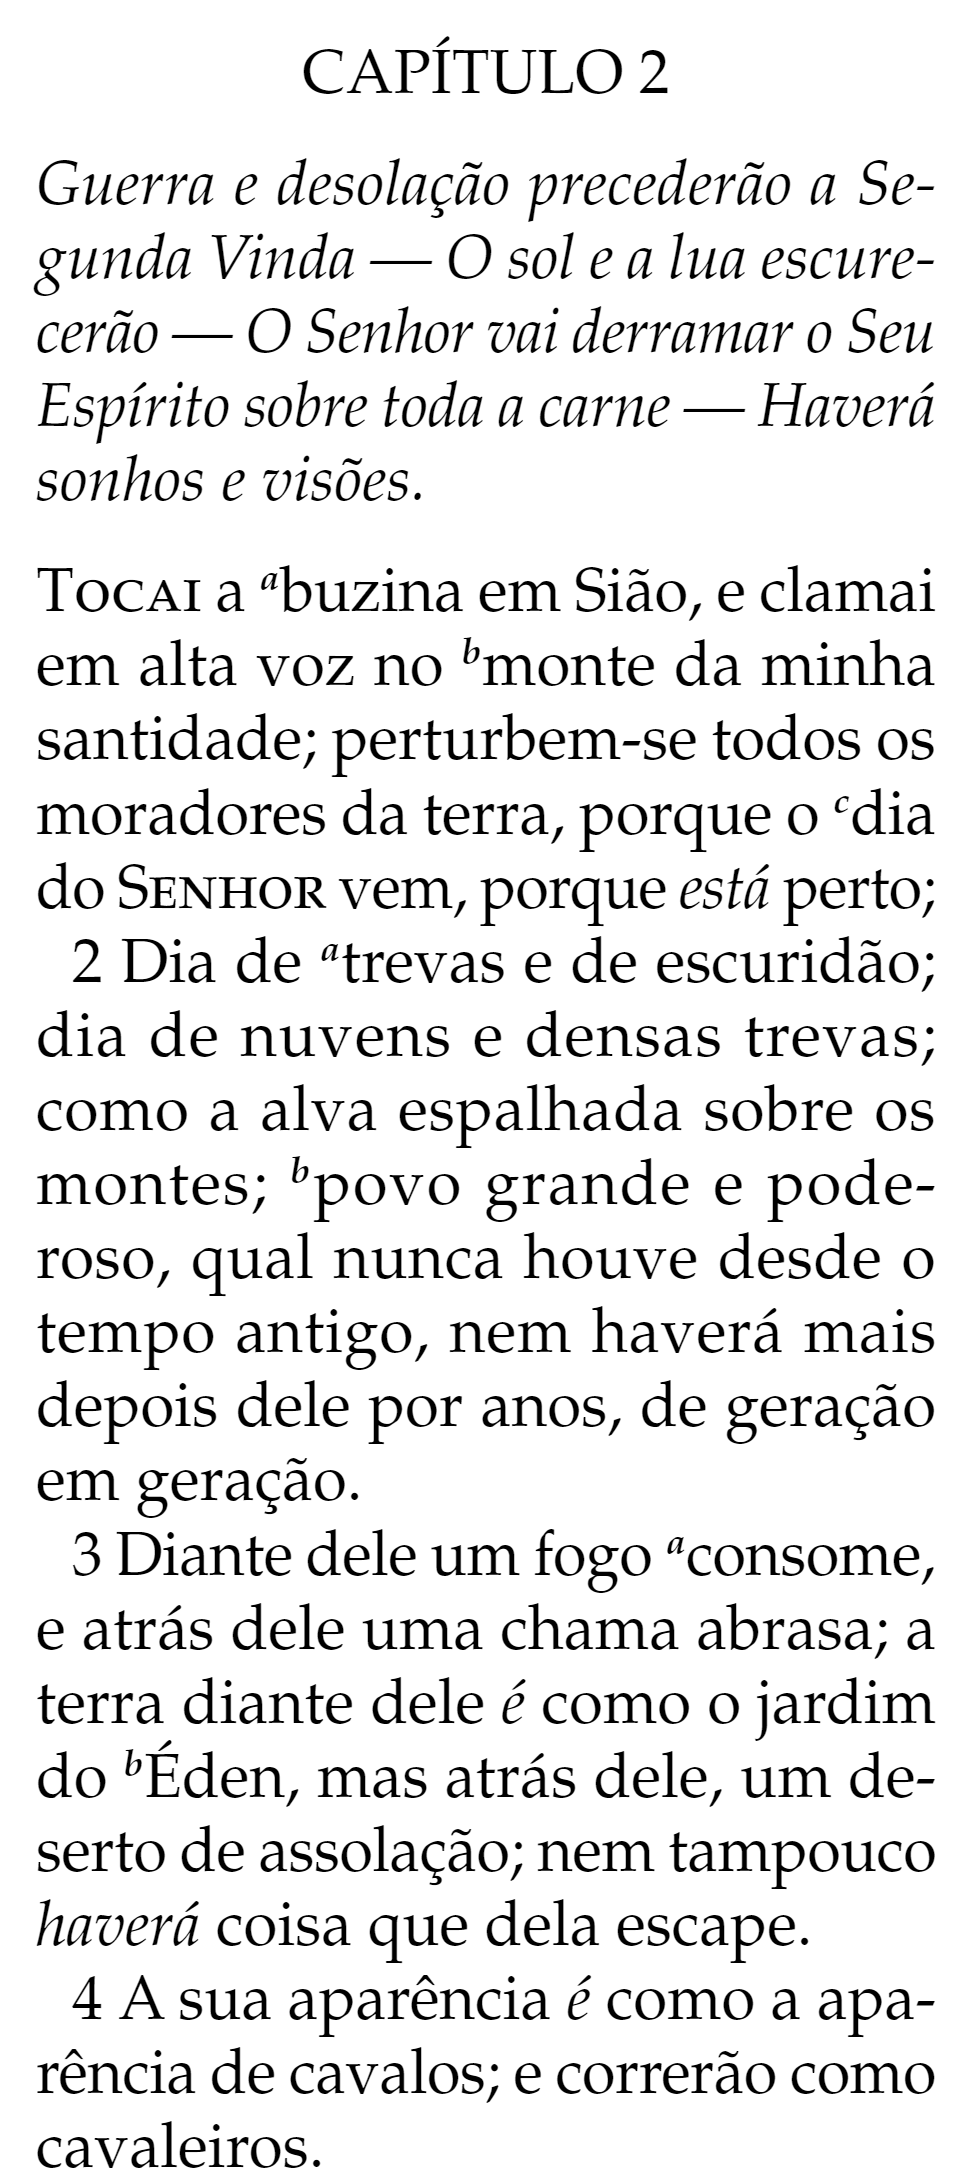 CAPÍTULO 2
Guerra e desolação precederão a Se-
gunda Vinda — O sol e a lua escure-
cerão — O Senhor vai derramar o Seu
Espírito sobre toda a carne — Haverá
sonhos e visões.
Tocai a abuzina em Sião, e clamai
em alta voz no bmonte da minha
santidade; perturbem-se todos os
moradores da terra, porque o cdia
do Senhor vem, porque está perto;
2 Dia de atrevas e de escuridão;
dia de nuvens e densas trevas;
como a alva espalhada sobre os
montes; bpovo grande e pode-
roso, qual nunca houve desde o
tempo antigo, nem haverá mais
depois dele por anos, de geração
em geração.
3 Diante dele um fogo aconsome,
e atrás dele uma chama abrasa; a
terra diante dele é como o jardim
do bÉden, mas atrás dele, um de-
serto de assolação; nem tampouco
haverá coisa que dela escape.
4 A sua aparência é como a apa-
rência de cavalos; e correrão como
cavaleiros.